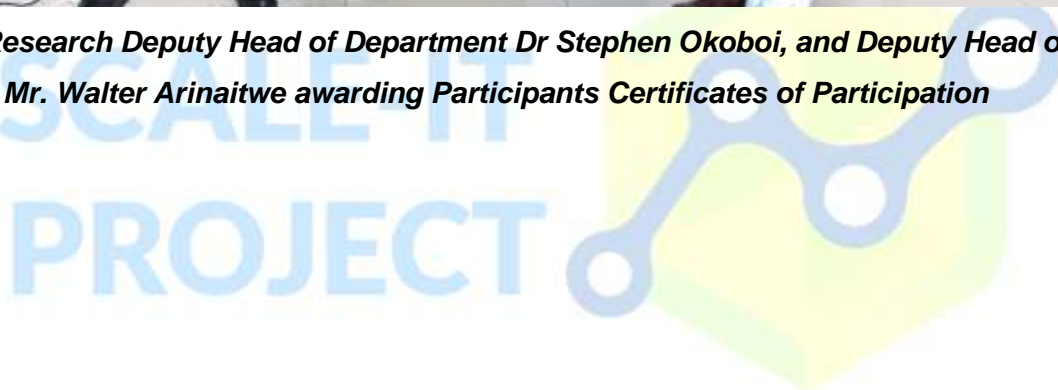 Research Deputy Head of Department Dr Stephen Okoboi, and Deputy Head o
Mr. Walter Arinaitwe awarding Participants Certificates of Participation
SCALE-IT
PROJECT